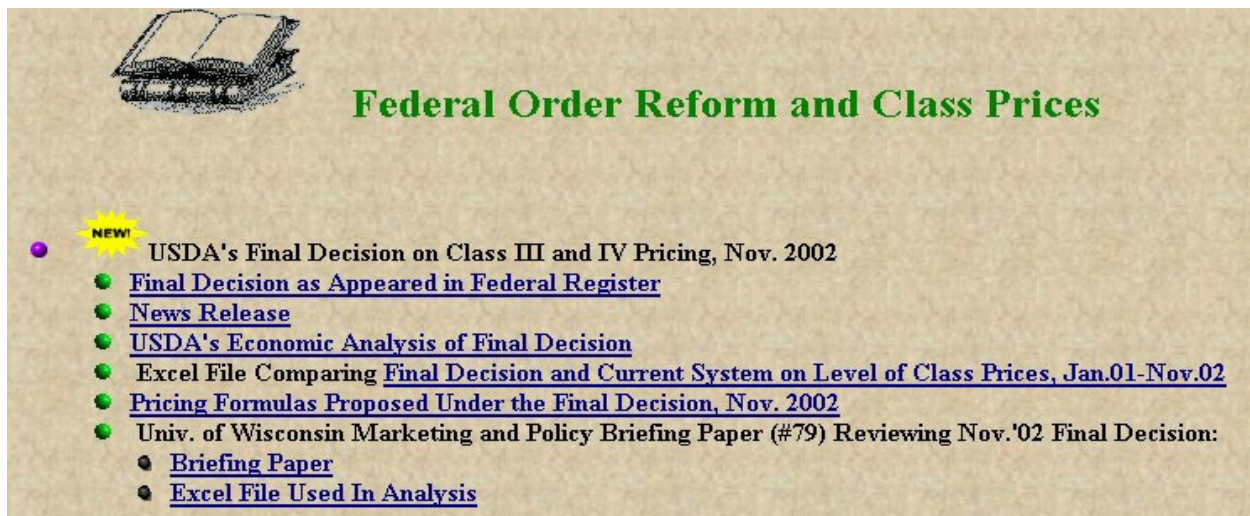 Federal Order Reform and Class Prices
NEW!
USDA's Final Decision on Class III and IV Pricing, Nov. 2002
Final Decision as Appeared in Federal Register
News Release
USDA's Economic Analysis of Final Decision
Excel File Comparing Final Decision and Current System on Level of Class Prices, Jan.01-Nov.02
Pricing Formulas Proposed Under the Final Decision, Nov. 2002
Univ. of Wisconsin Marketing and Policy Briefing Paper (#79) Reviewing Nov.'02 Final Decision:
Briefing Paper
Excel File Used In Analysis